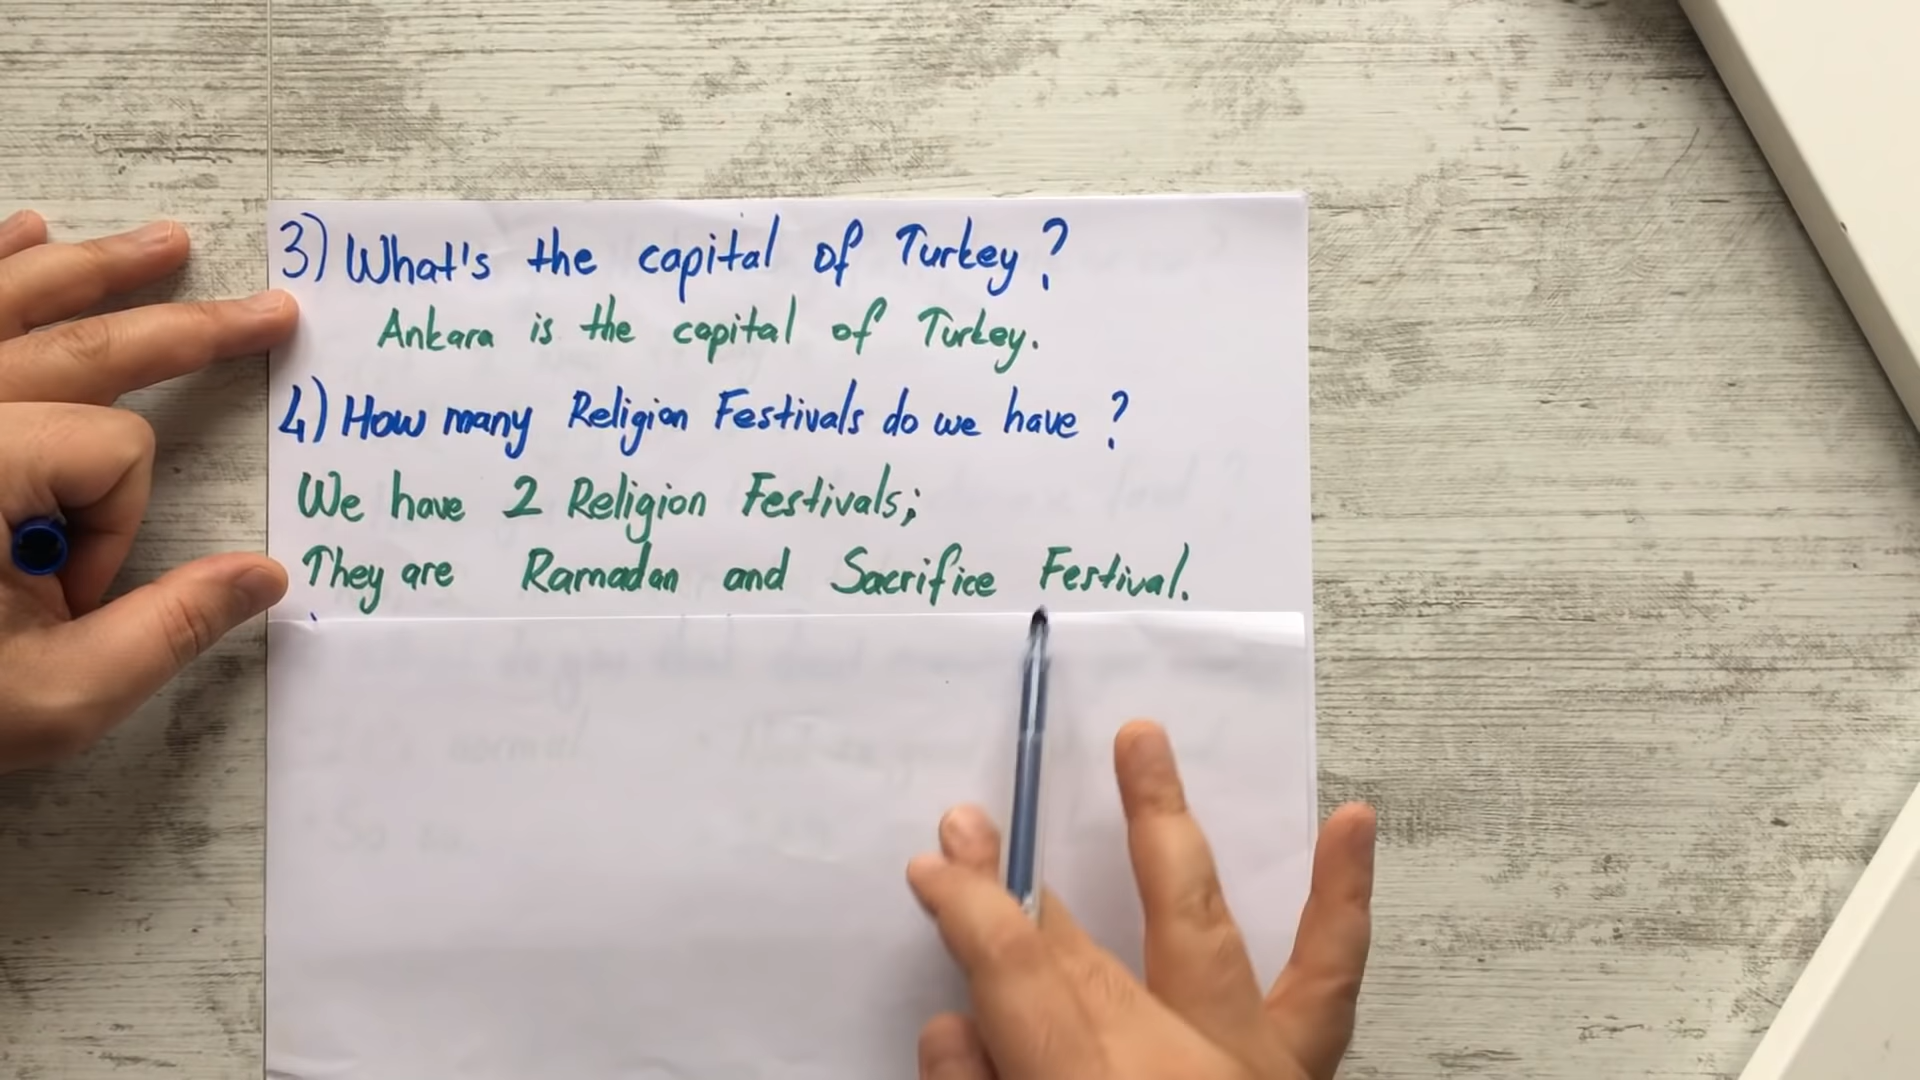 3) What's the capital of Turkey?
Ankara is the capital of Turkey.
4) How many Religion Festivals do we have?
We have 2 Religion Festivals;
They are Ramadan and Sacrifice Festival.